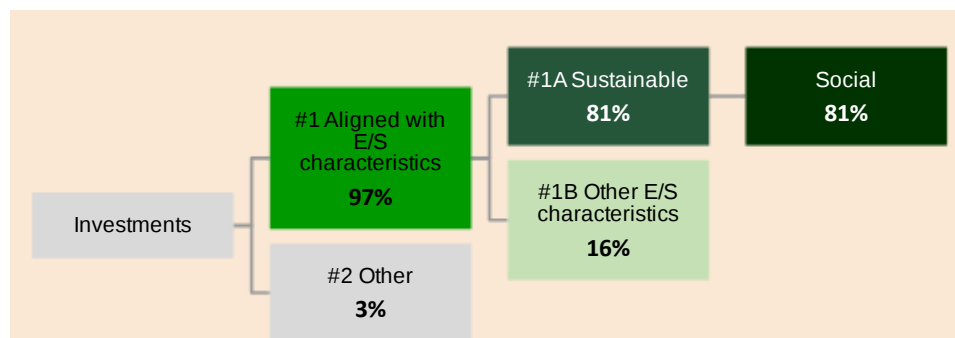 Investments
#1 Aligned with
E/S
characteristics
97%
#2 Other
3%
#1A Sustainable
81%
#1B Other E/S
characteristics
16%
Social
81%